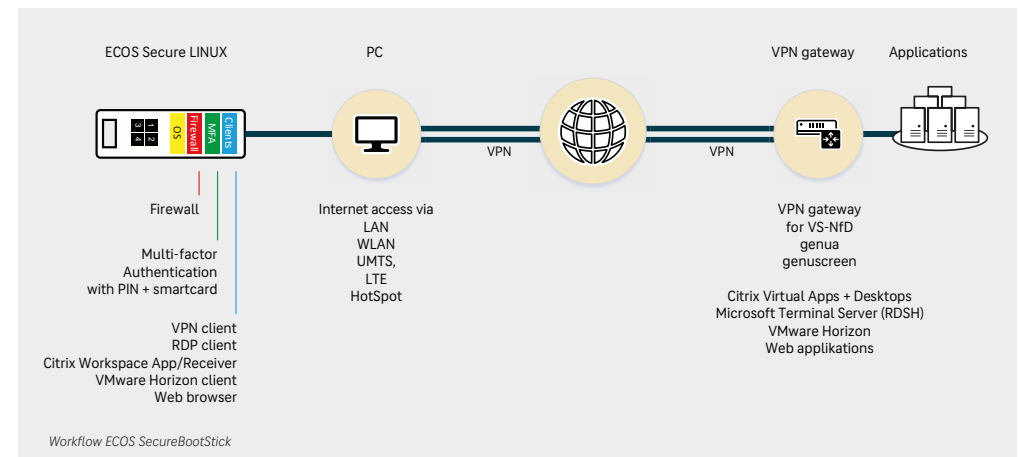 ECOS Secure LINUX
PC
VPN gateway
Applications
Clients
MFA
Firewall
OS
1 2
3 4
VPN
VPN
Firewall
Multi-factor
Authentication
with PIN + smartcard
VPN client
RDP client
Citrix Workspace App/Receiver
VMware Horizon client
Web browser
Internet access via
LAN
WLAN
UMTS,
LTE
HotSpot
VPN gateway
for VS-NfD
genua
genuscreen
Citrix Virtual Apps + Desktops
Microsoft Terminal Server (RDSH)
VMware Horizon
Web applikations
Workflow ECOS SecureBootStick